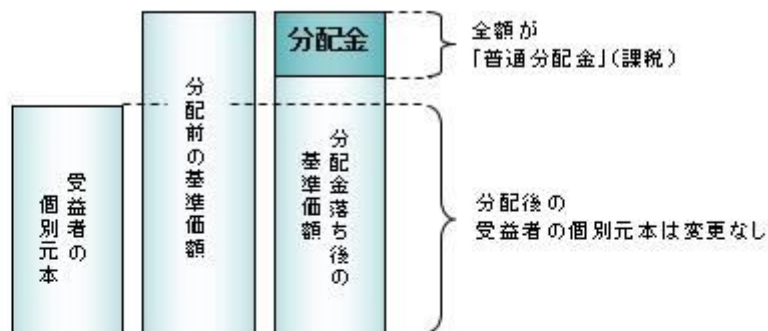 分配金
全額が
「普通分配金」(課税)
受益者の
個別元本
分配前の基準価額
分配金落ち後の
基準価額
分配後の
受益者の個別元本は変更なし